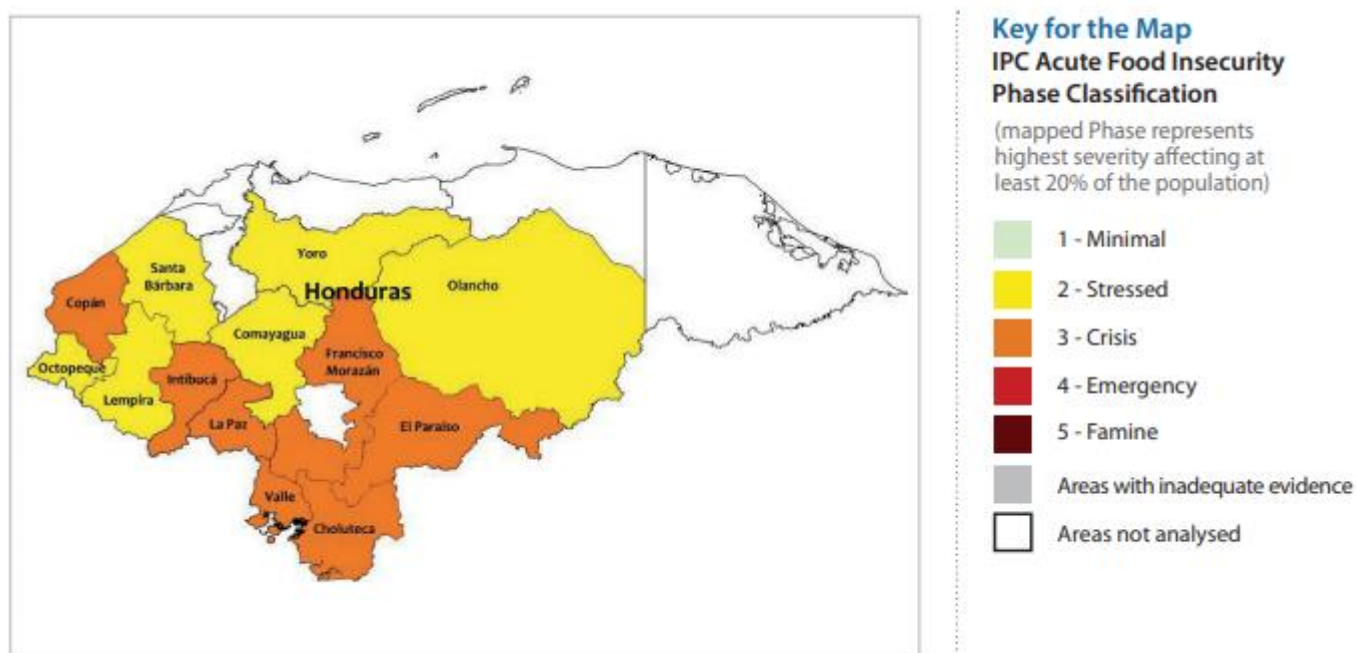 Key for the Map
IPC Acute Food Insecurity
Phase Classification
(mapped Phase represents
highest severity affecting at
least 20% of the population)
1 - Minimal
2 - Stressed
3 - Crisis
4 - Emergency
5 - Famine
Areas with inadequate evidence
Areas not analysed
Yoro
Santa
Bárbara
Honduras
Olancho
Copán
Comayagua
Francisco
Morazán
Octopeque
Intibucá
Lempira
La Paz
El Paraíso
Valle
Choluteca